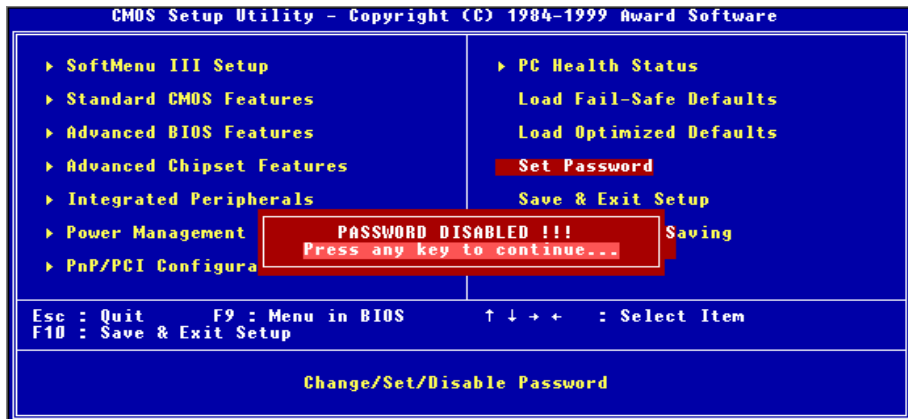 CMOS Setup Utility - Copyright (C) 1984-1999 Award Software
▸ SoftMenu III Setup
▸ Standard CMOS Features
▸ Advanced BIOS Features
▸ Advanced Chipset Features
▸ Integrated Peripherals
▸ Power Management
▸ PnP/PCI Configura
▸ PC Health Status
Load Fail-Safe Defaults
Load Optimized Defaults
Set Password
Save & Exit Setup
Saving
PASSWORD DISABLED !!!
Press any key to continue...
Esc : Quit F9 : Menu in BIOS ↑ ↓ → ← : Select Item
F10 : Save & Exit Setup
Change/Set/Disable Password